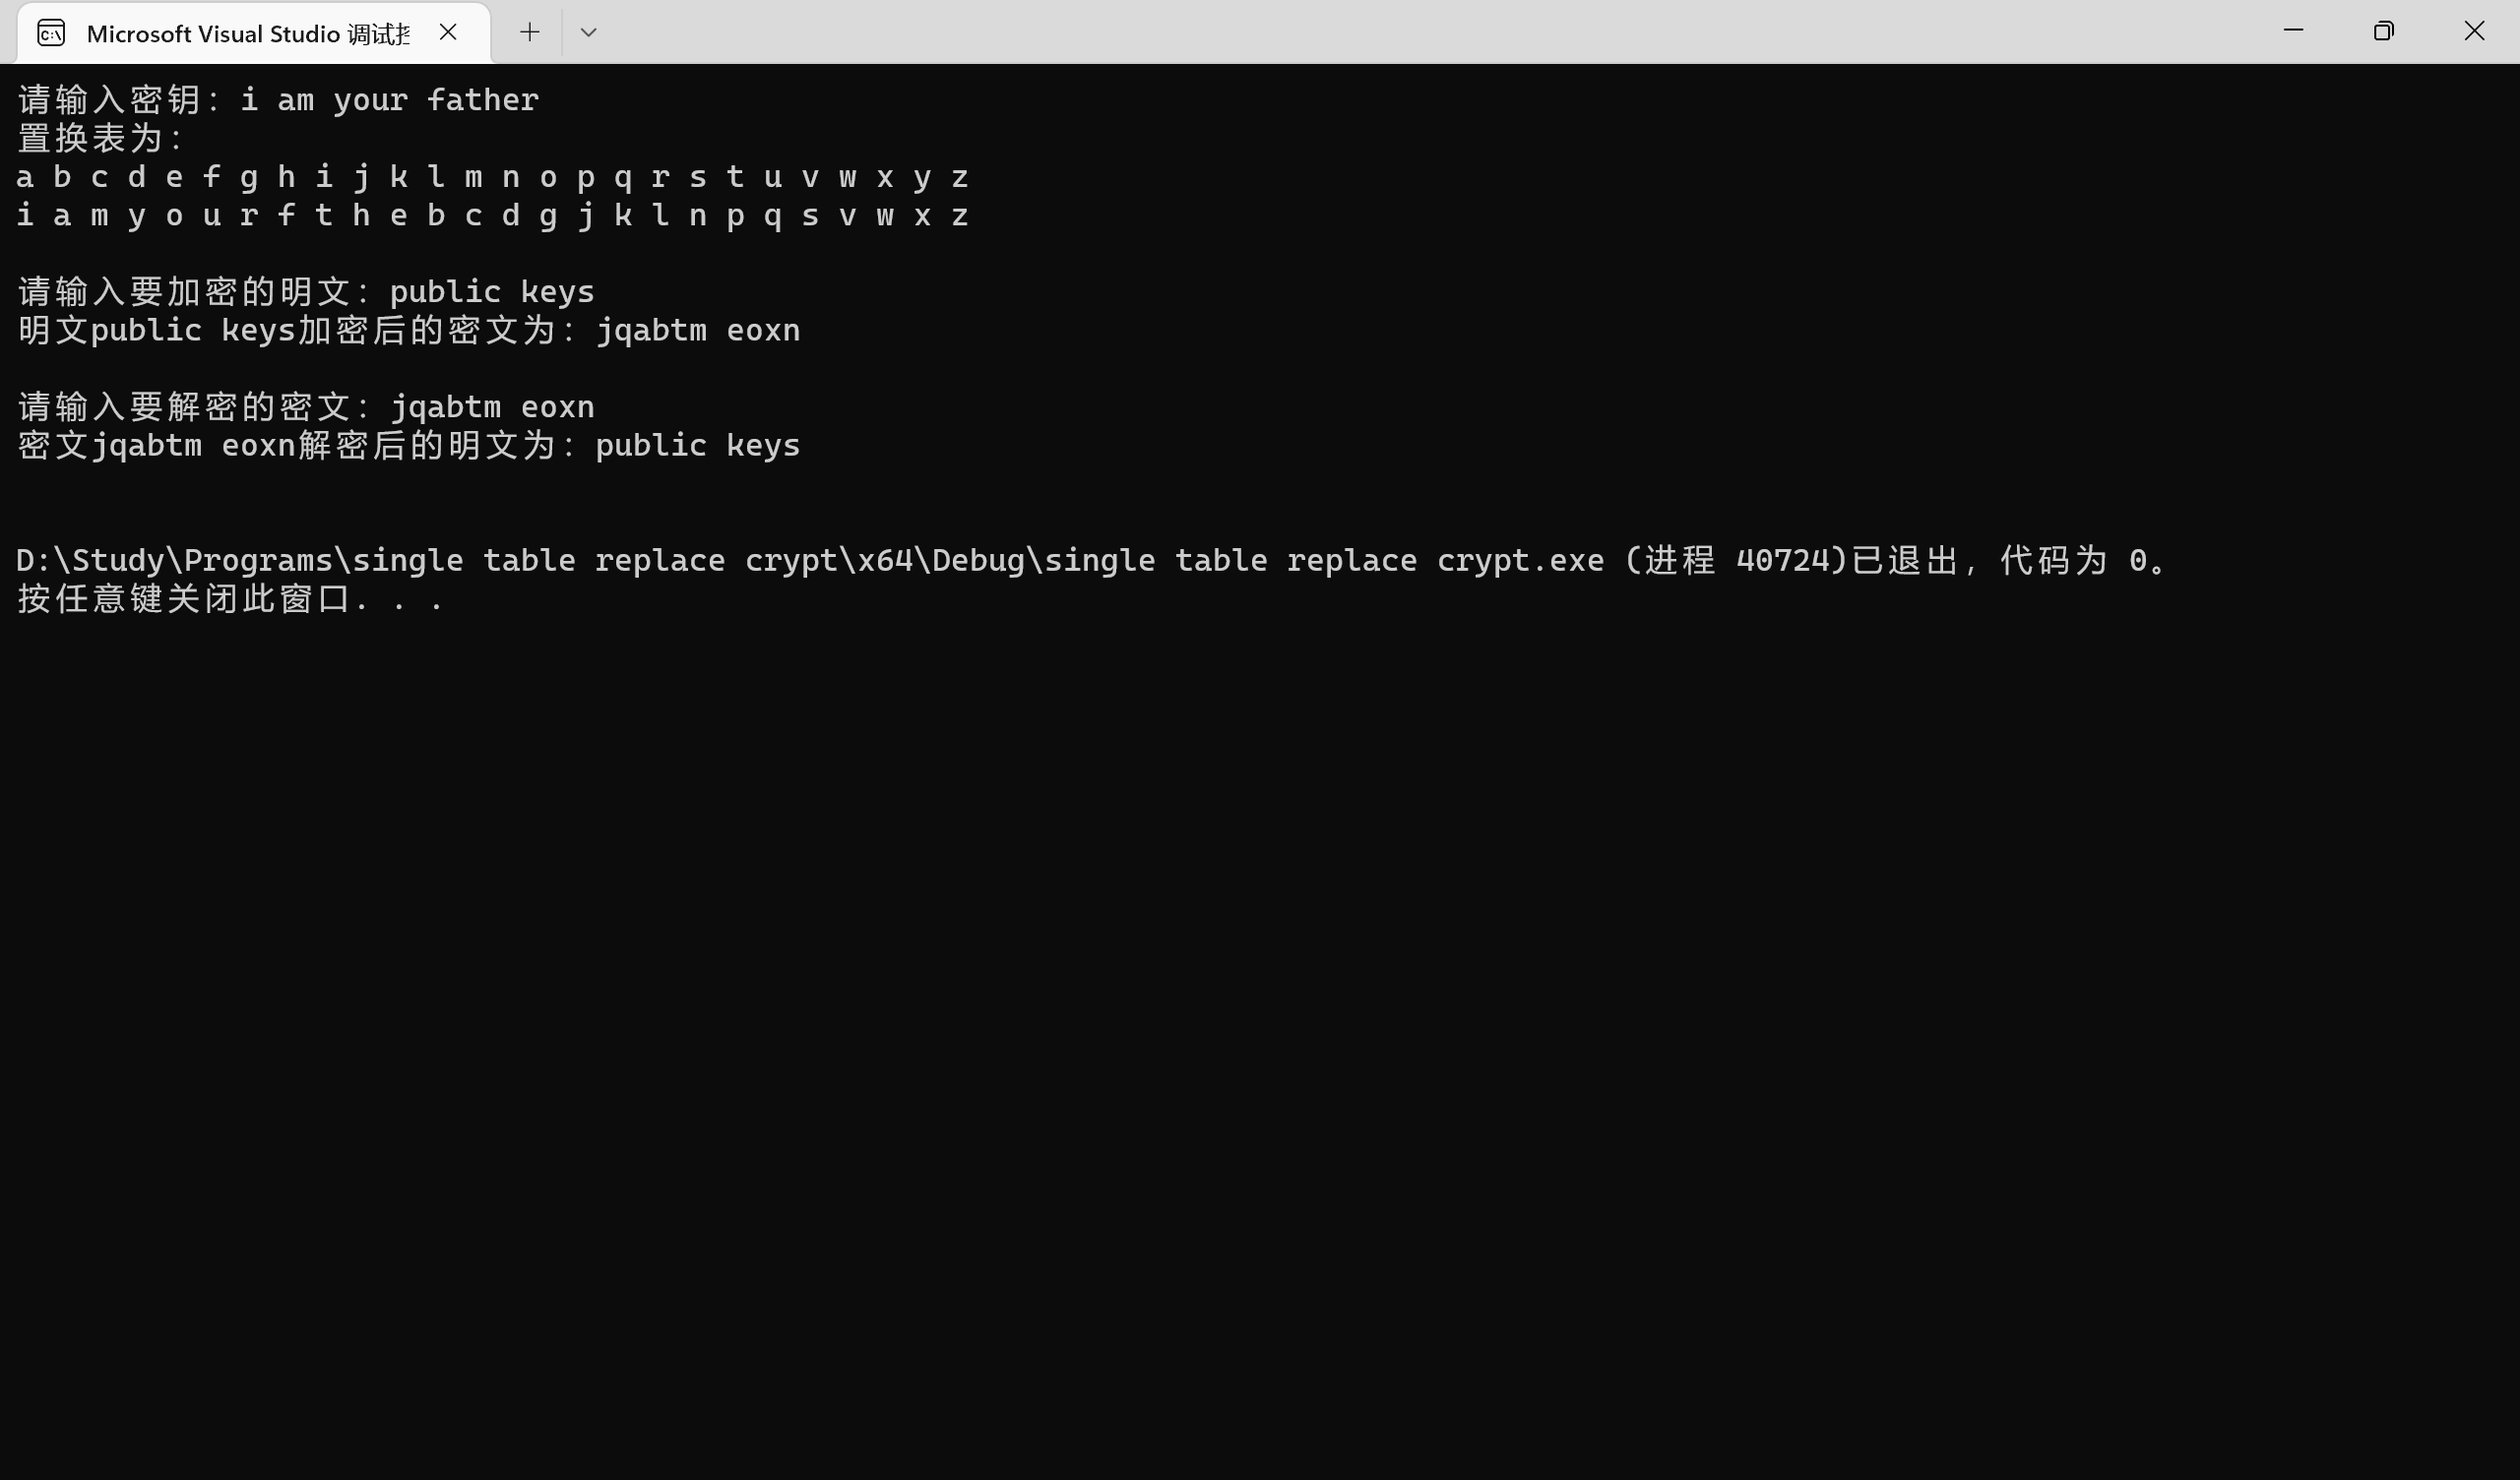 Microsoft Visual Studio 调试控
请输入密钥：i am your father
置换表为：
a b c d e f g h i j k l m n o p q r s t u v w x y z
i a m y o u r f t h e b c d g j k l n p q s v w x z
请输入要加密的明文：public keys
明文public keys加密后的密文为：jqabtm eoxn
请输入要解密的密文：jqabtm eoxn
密文jqabtm eoxn解密后的明文为：public keys
D:\Study\Programs\single table replace crypt\x64\Debug\single table replace crypt.exe (进程 40724)已退出，代码为 0。
按任意键关闭此窗口. . .